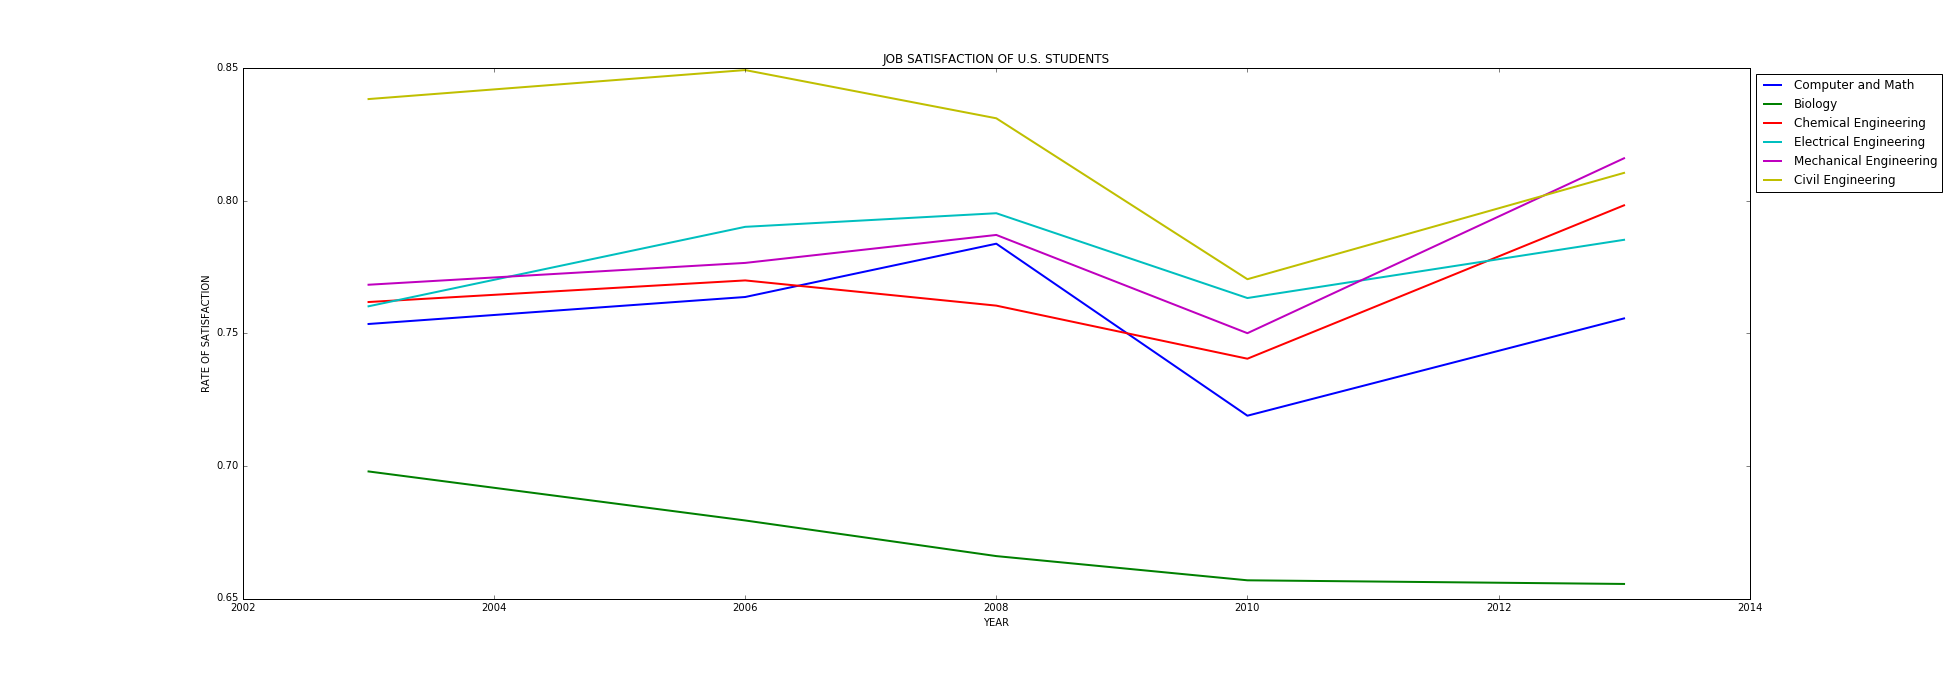 JOB SATISFACTION OF U.S. STUDENTS
0.85
0.80
0.75
0.70
0.65
RATE OF SATISFACTION
2002 2004 2006 2008 2010 2012 2014
YEAR
Computer and Math
Biology
Chemical Engineering
Electrical Engineering
Mechanical Engineering
Civil Engineering